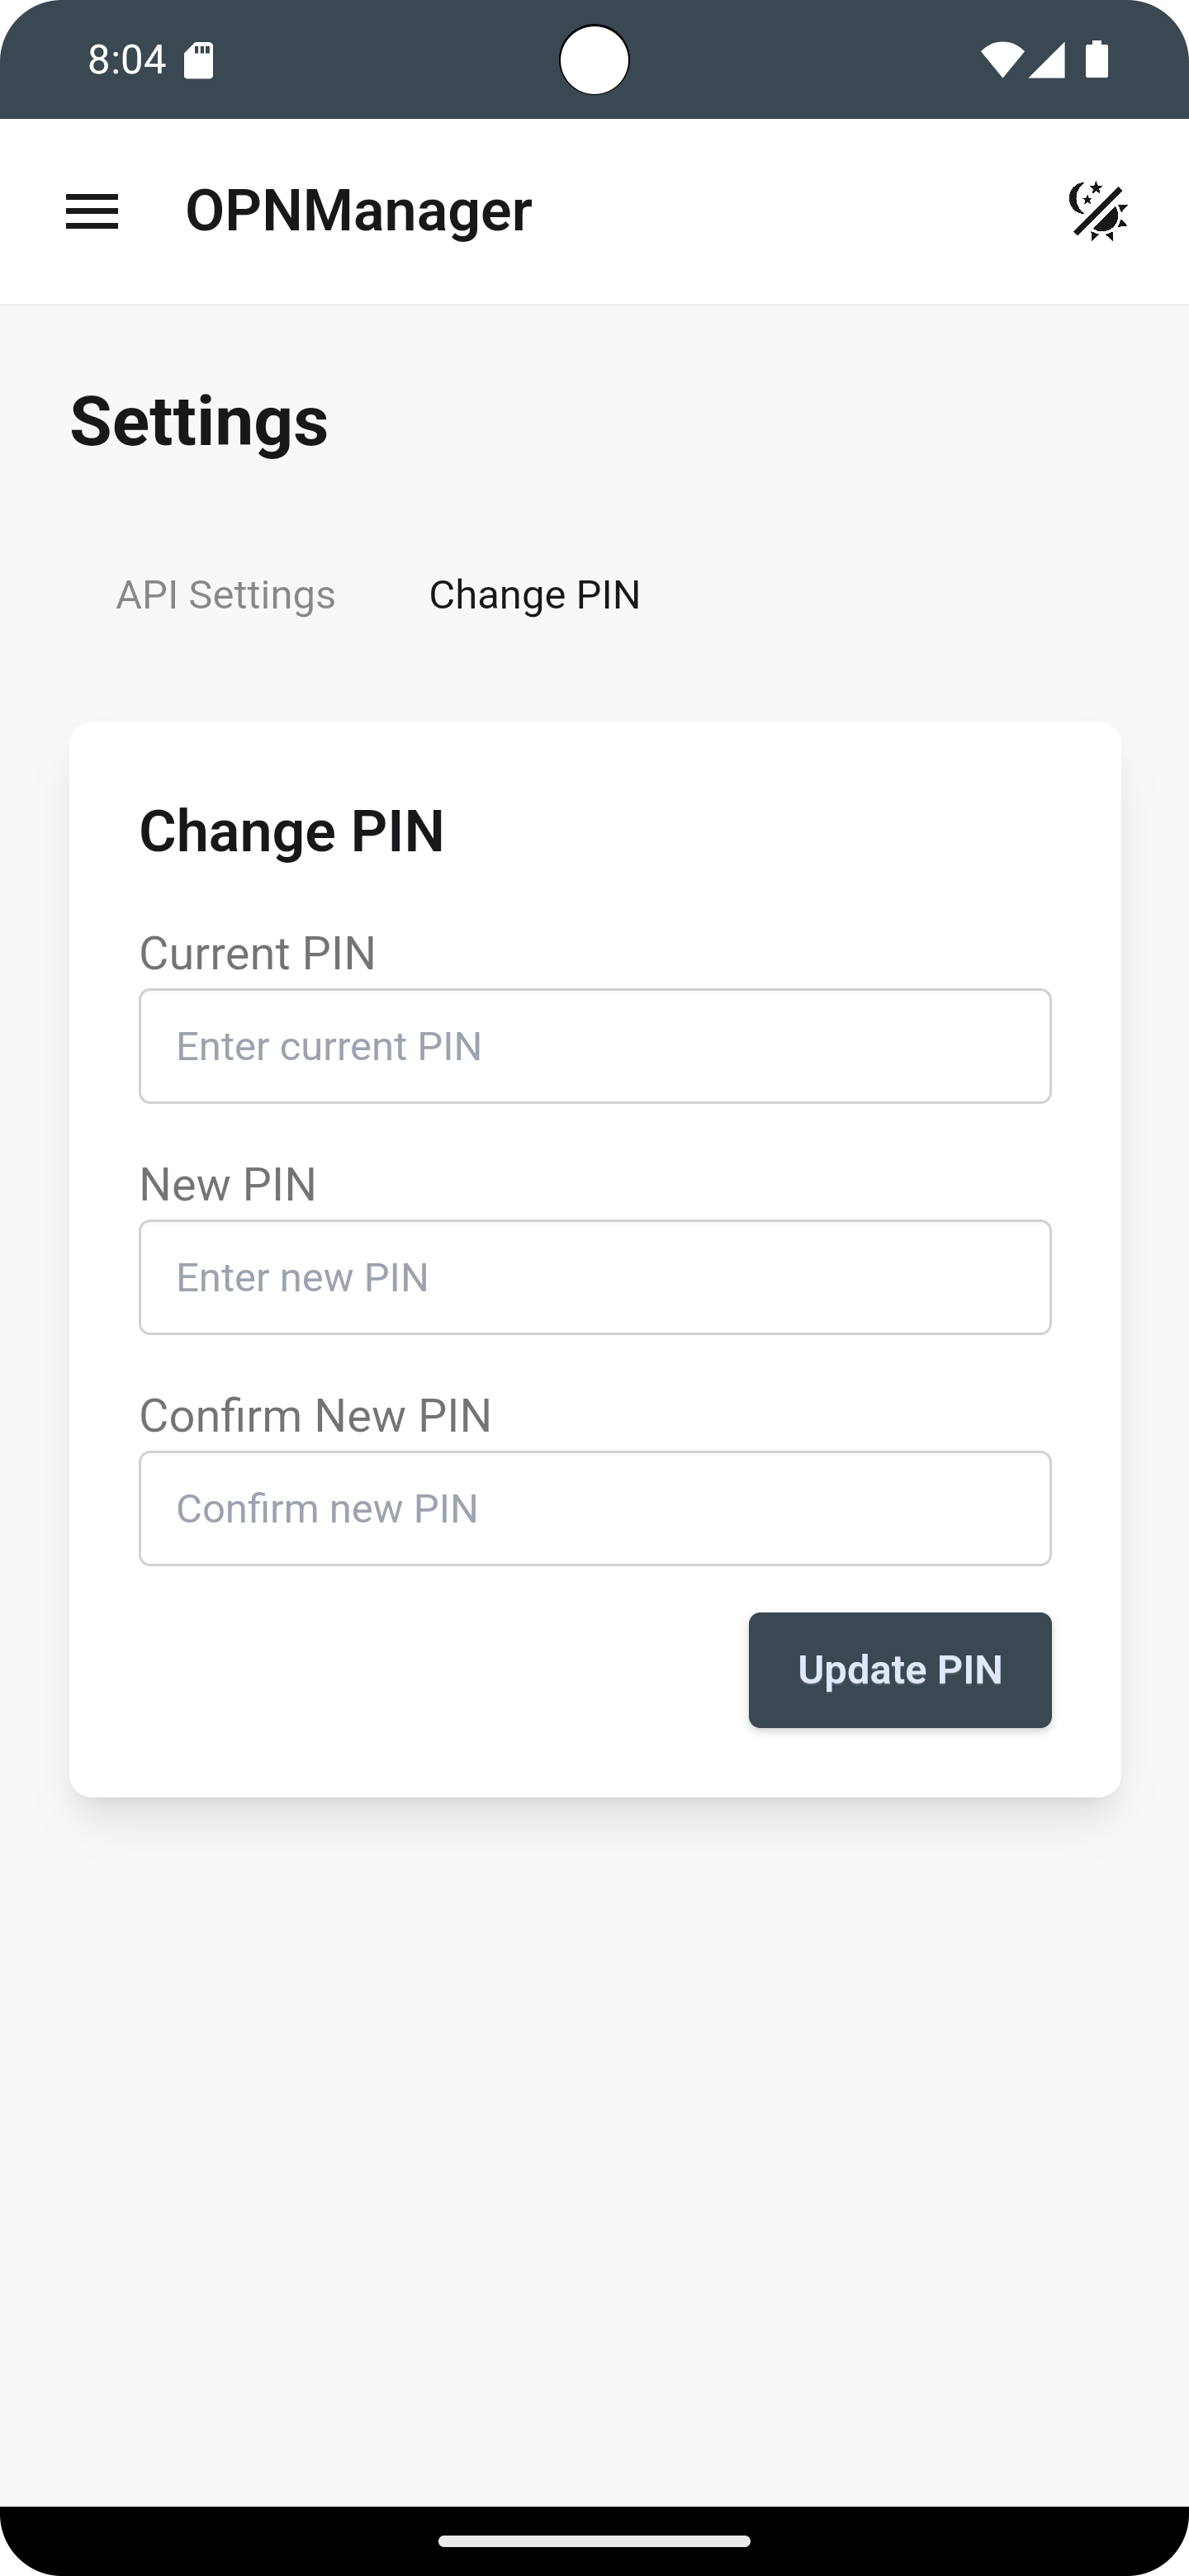 8:04
OPNManager
Settings
API Settings
Change PIN
Change PIN
Current PIN
Enter current PIN
New PIN
Enter new PIN
Confirm New PIN
Confirm new PIN
Update PIN